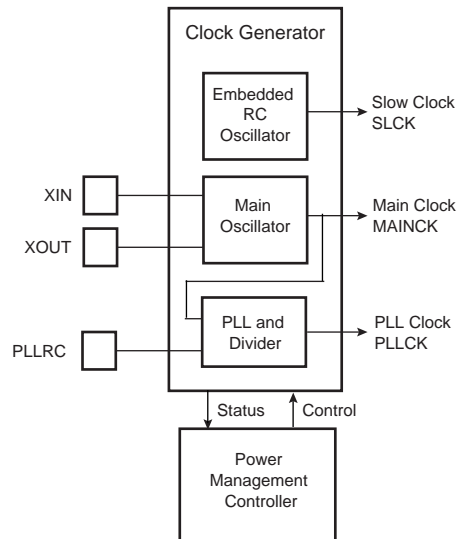 Clock Generator
Embedded
RC
Oscillator
Slow Clock
SLCK
XIN
XOUT
Main
Oscillator
Main Clock
MAINCK
PLLRC
PLL and
Divider
PLL Clock
PLLCK
Status
Control
Power
Management
Controller